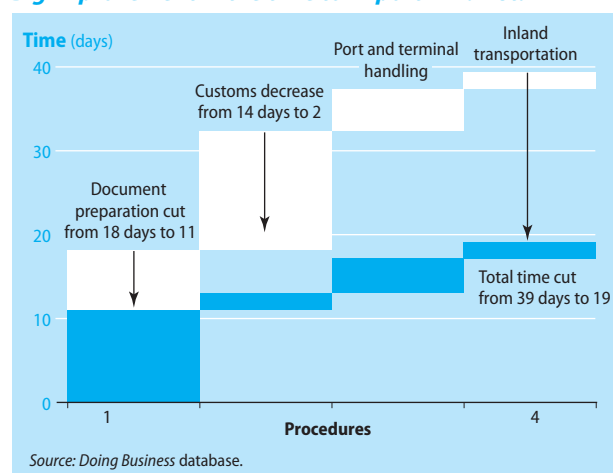 Time (days)
40
30
20
10
0
Document
preparation cut
from 18 days to 11
Customs decrease
from 14 days to 2
Port and terminal
handling
Inland
transportation
Total time cut
from 39 days to 19
1
4
Procedures
Source: Doing Business database.